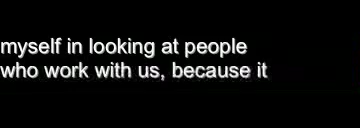 myself in looking at people
who work with us, because it